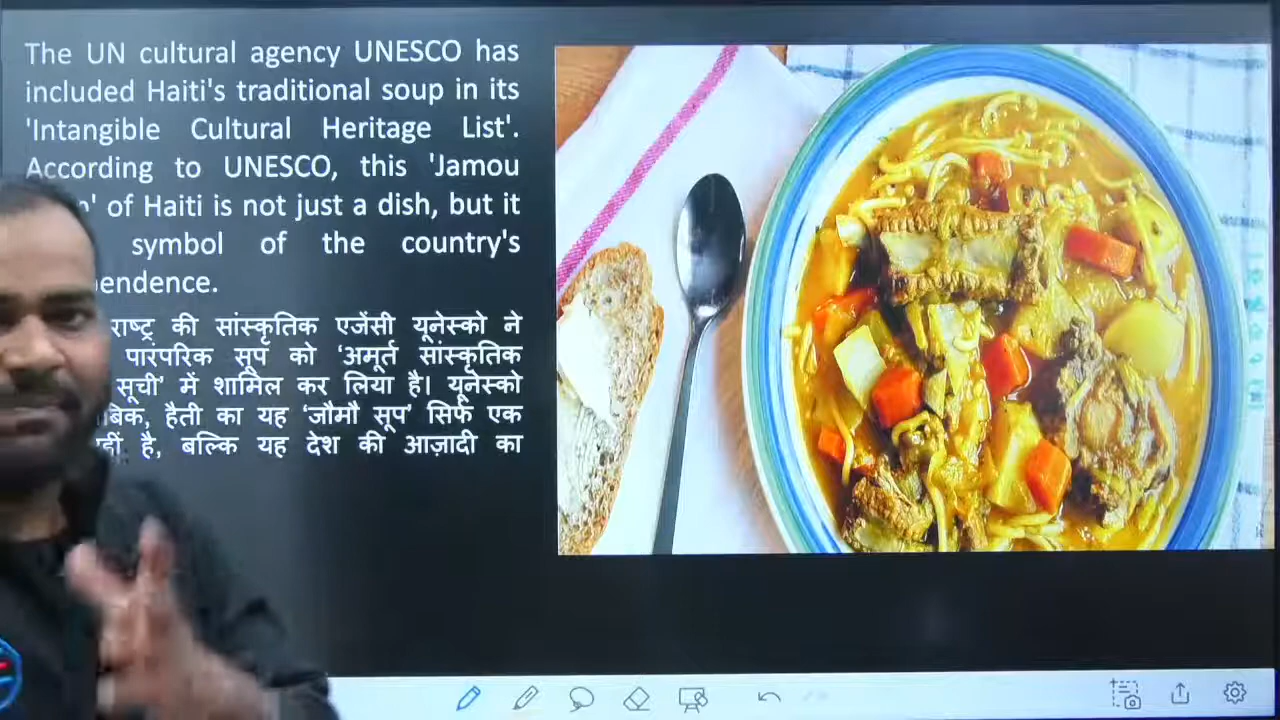 The UN cultural agency UNESCO has
included Haiti's traditional soup in its
'Intangible Cultural Heritage List'.
According to UNESCO, this 'Jamou
of Haiti is not just a dish, but it
symbol of the country's
राष्ट्र की सांस्कृतिक एजेंसी यूनेस्को ने
पारंपरिक सूप को ‘अमूर्त सांस्कृतिक
सूची’ में शामिल कर लिया है। यूनेस्को
हैती का यह ‘जौमौ सूप’ सिर्फ एक
है, बल्कि यह देश की आज़ादी का